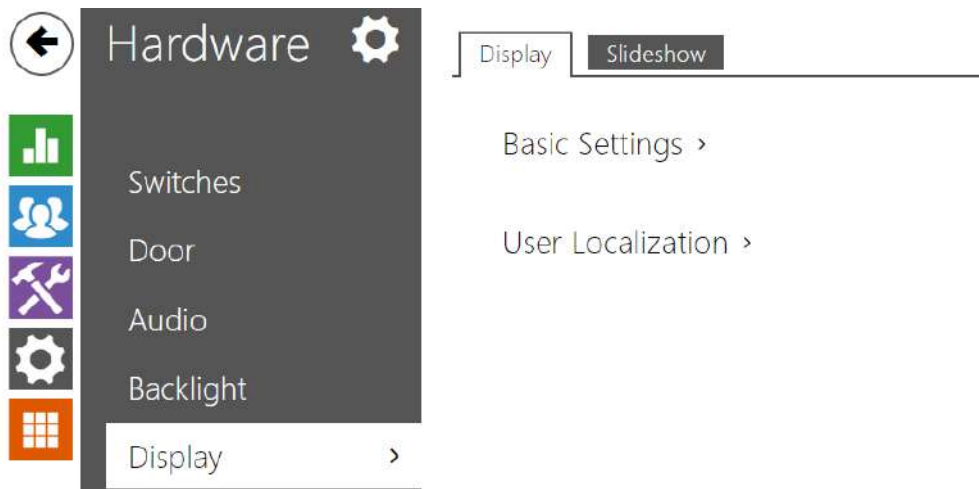 Hardware
Switches
Door
Audio
Backlight
Display
Display
Slideshow
Basic Settings
User Localization